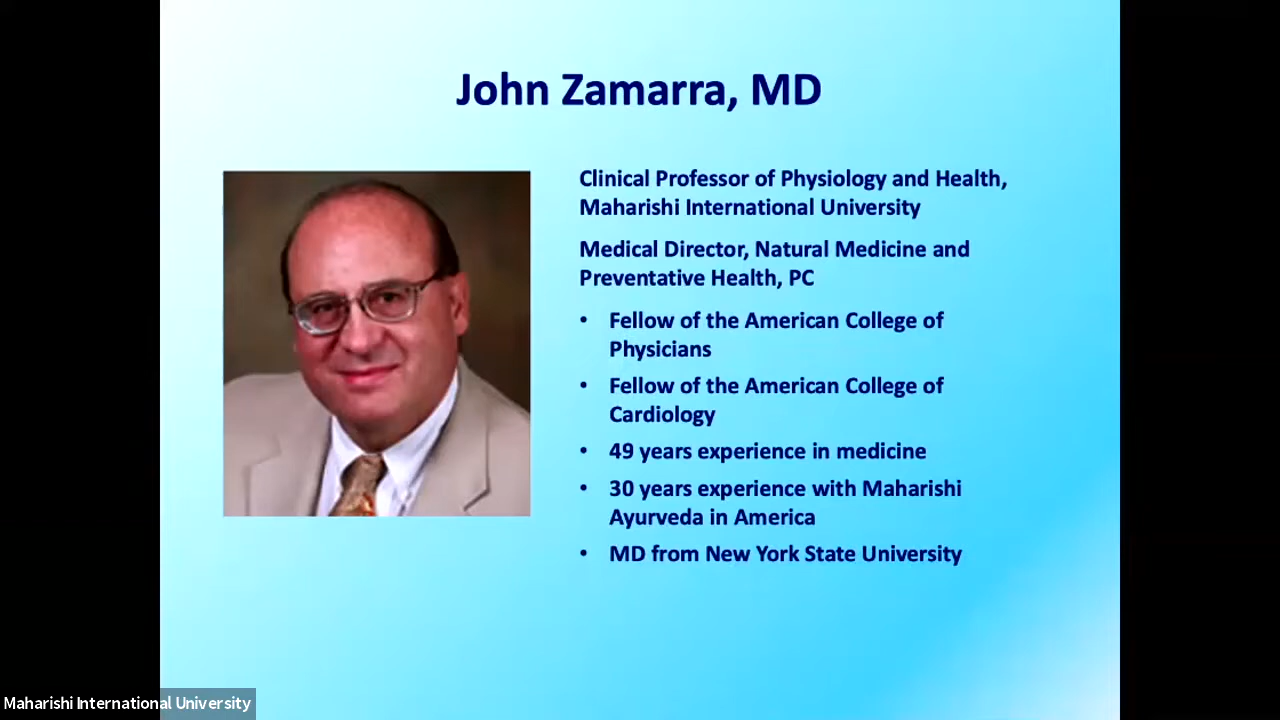 John Zamarra, MD
Clinical Professor of Physiology and Health,
Maharishi International University
Medical Director, Natural Medicine and
Preventative Health, PC
• Fellow of the American College of
Physicians
• Fellow of the American College of
Cardiology
• 49 years experience in medicine
• 30 years experience with Maharishi
Ayurveda in America
• MD from New York State University
Maharishi International University